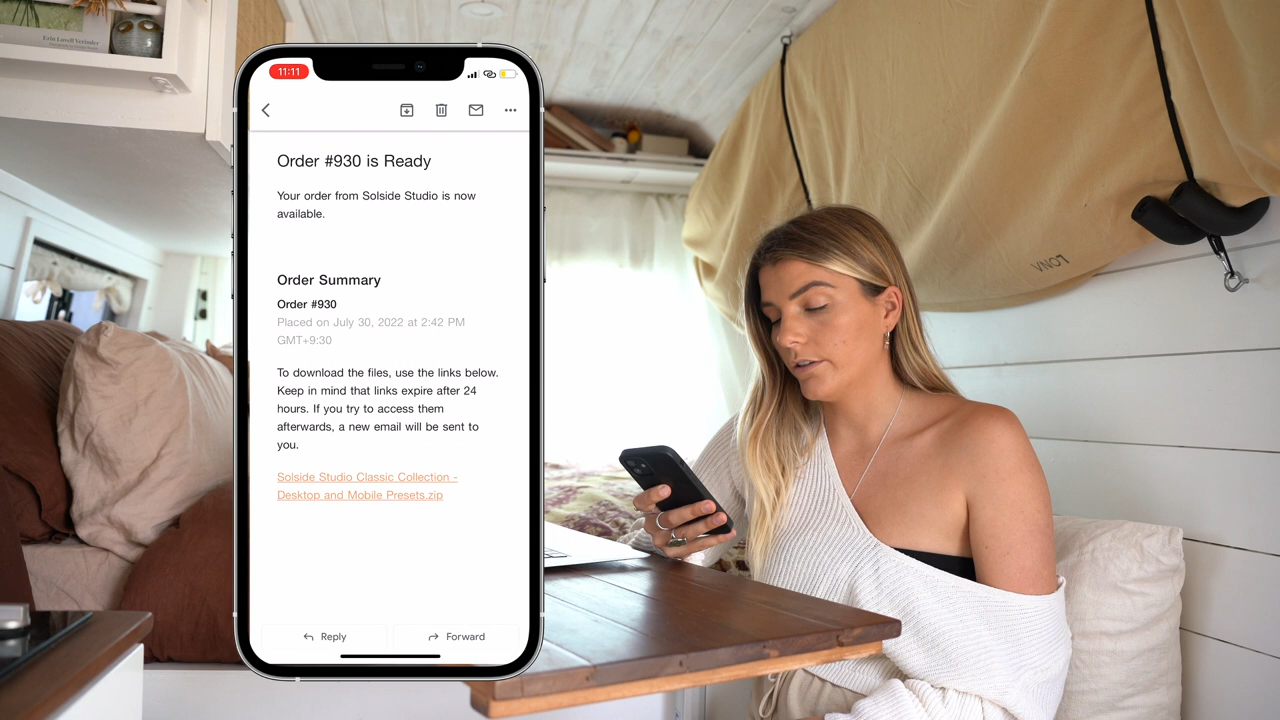 Erin Lovell Verinder
11:11
Order #930 is Ready
Your order from Solside Studio is now
available.
Order Summary
Order #930
Placed on July 30, 2022 at 2:42 PM
GMT+9:30
To download the files, use the links below.
Keep in mind that links expire after 24
hours. If you try to access them
afterwards, a new email will be sent to
you.
Solside Studio Classic Collection -
Desktop and Mobile Presets.zip
Reply
Forward